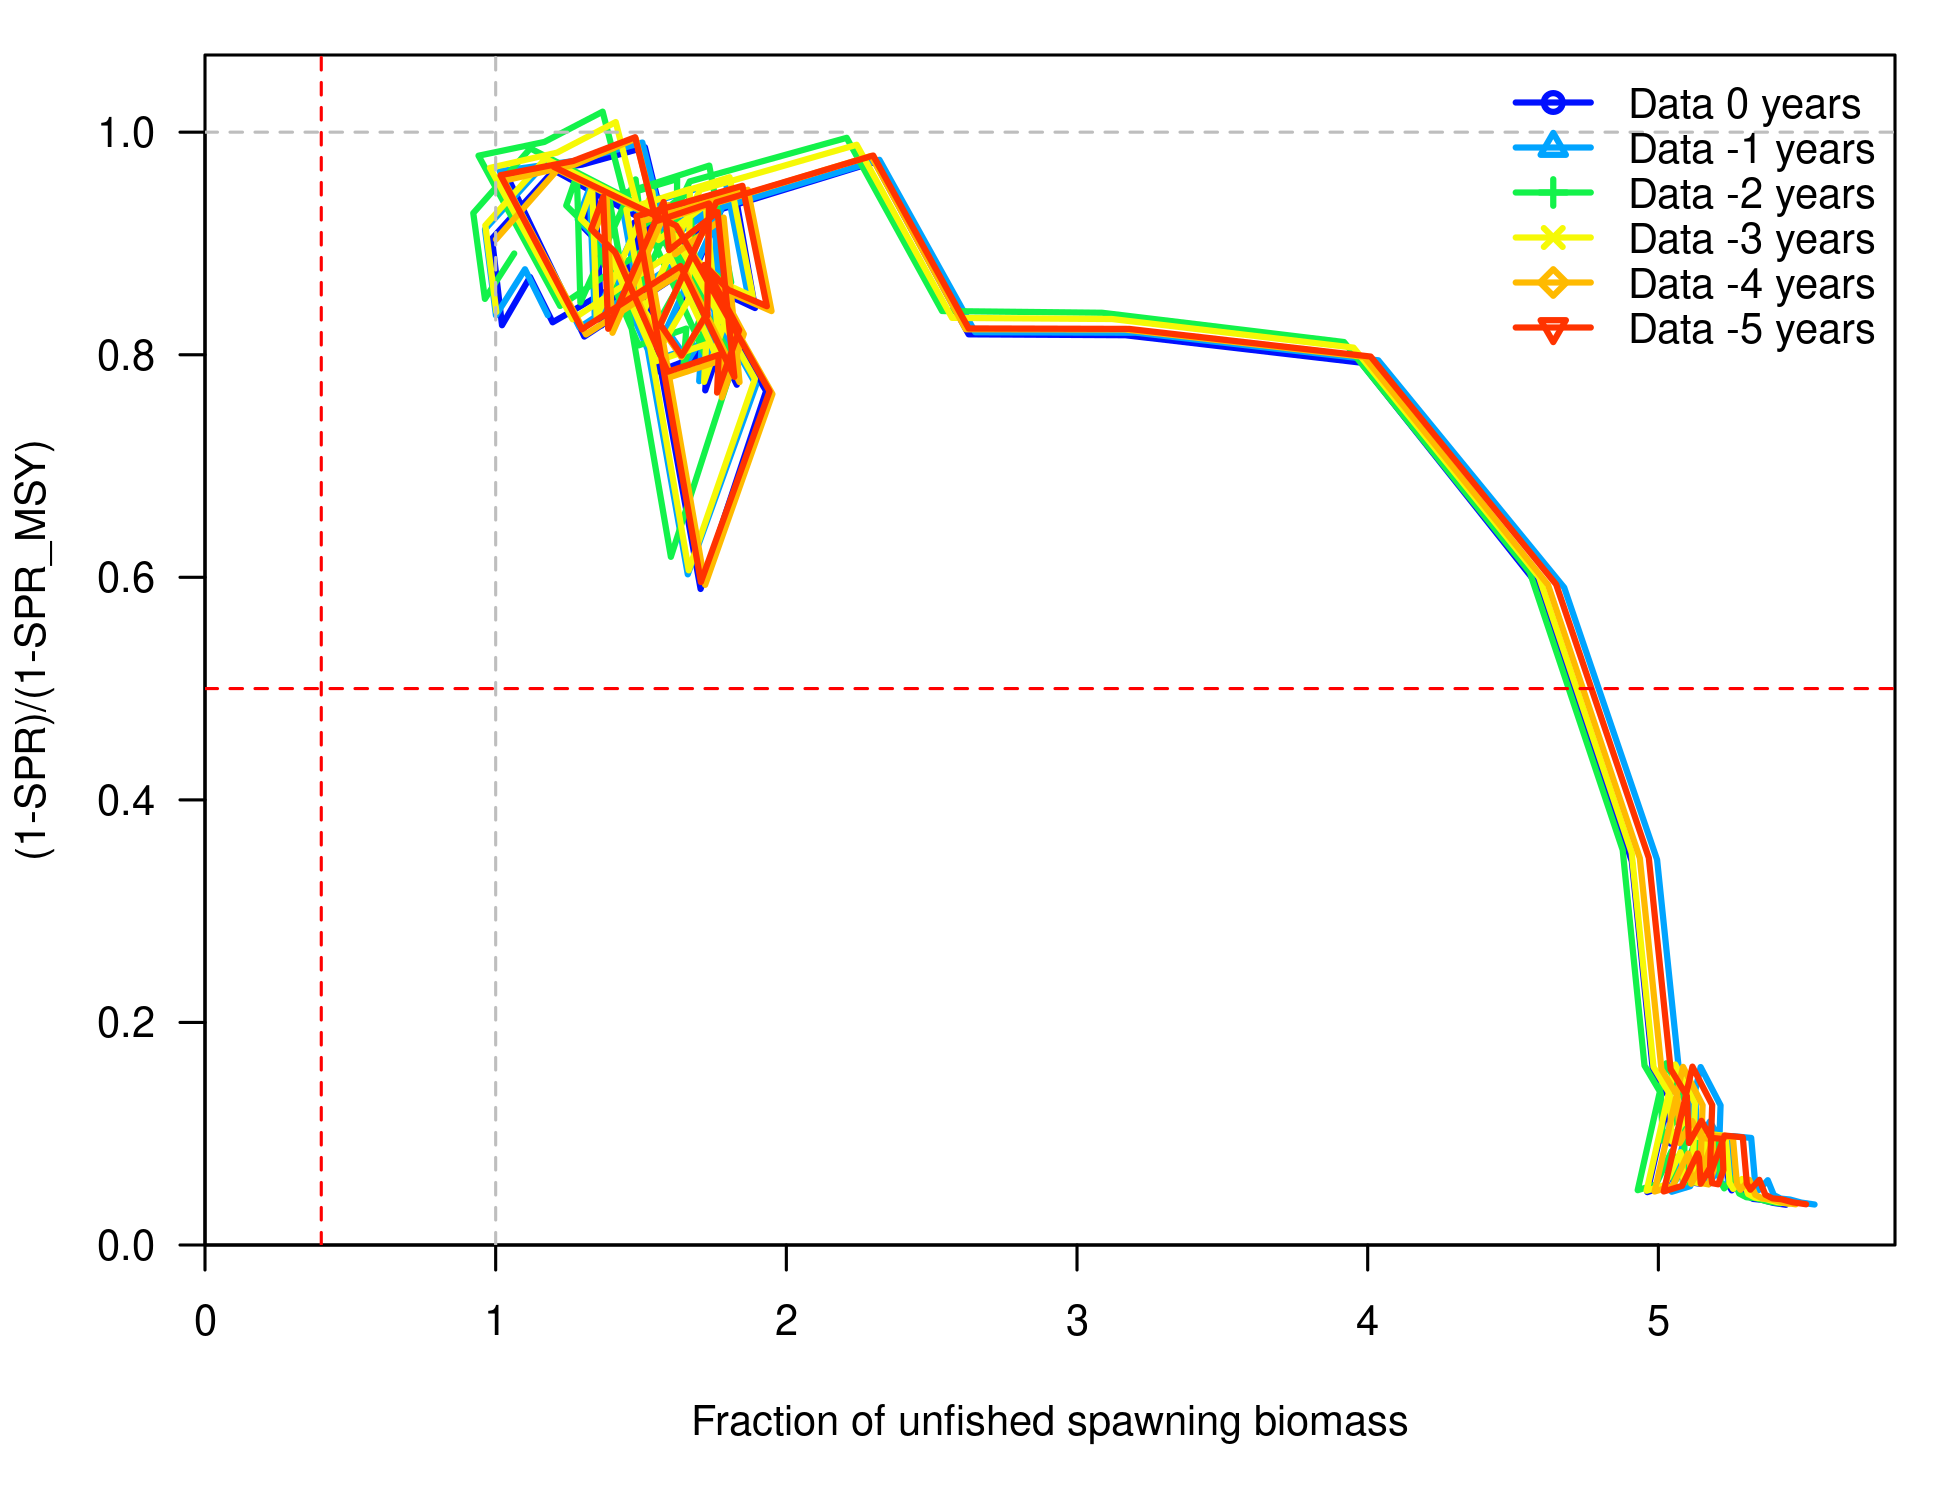 Data 0 years
Data -1 years
Data -2 years
Data -3 years
Data -4 years
Data -5 years
1.0
0.8
0.6
0.4
0.2
0.0
(1-SPR)/(1-SPR_MSY)
0 1 2 3 4 5
Fraction of unfished spawning biomass